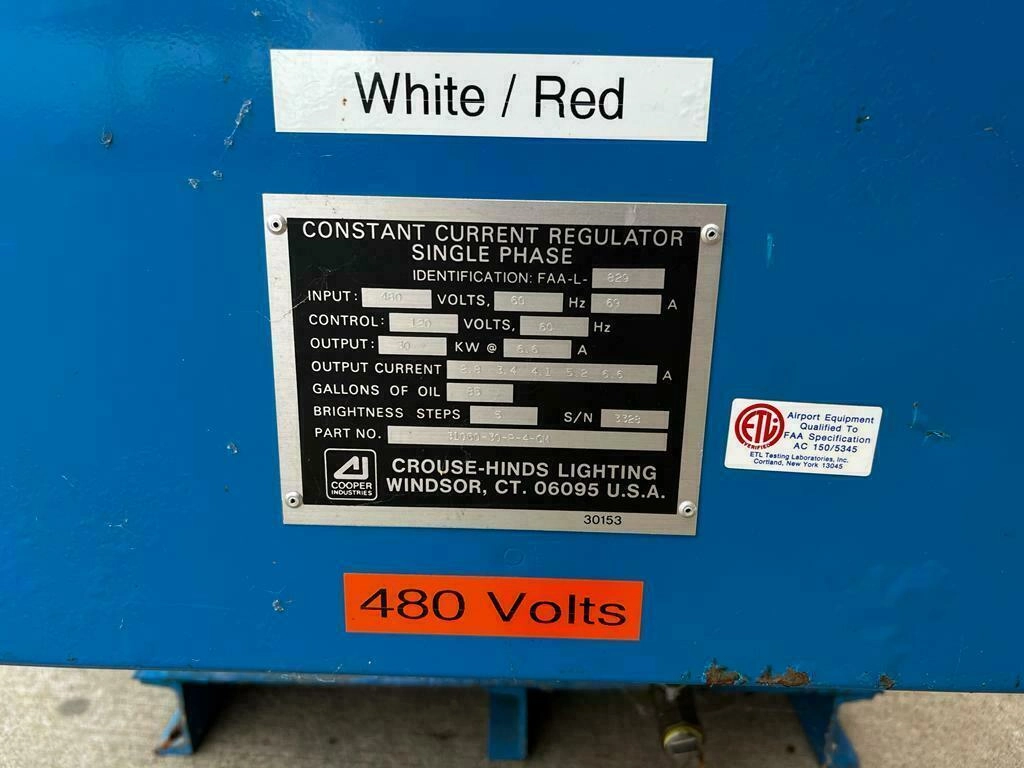 White / Red
CONSTANT CURRENT REGULATOR
SINGLE PHASE
IDENTIFICATION: FAA-L- 829
INPUT: 480 VOLTS, 60 Hz 69 A
CONTROL: 120 VOLTS, 60 Hz
OUTPUT: 30 KW @ 6.6 A
OUTPUT CURRENT 2.8 3.4 4.1 5.2 6.6 A
GALLONS OF OIL
BRIGHTNESS STEPS 5 S/N
PART NO.
COOPER
INDUSTRIES
CROUSE-HINDS LIGHTING
WINDSOR, CT. 06095 U.S.A.
30153
ETL
VERIFIED
Airport Equipment
Qualified To
FAA Specification
AC 150/5345
ETL Testing Laboratories, Inc.
Cortland, New York 13045
480 Volts